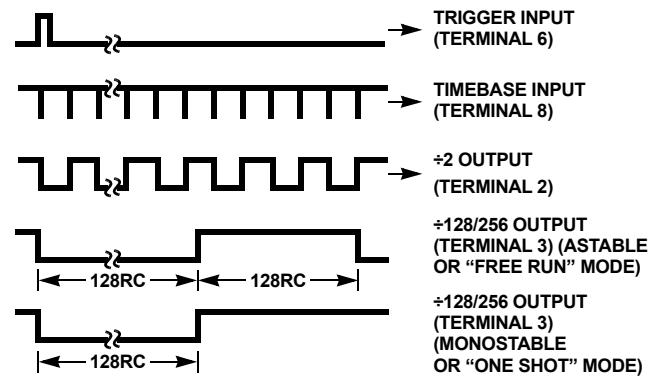 TRIGGER INPUT
(TERMINAL 6)
TIMEBASE INPUT
(TERMINAL 8)
÷2 OUTPUT
(TERMINAL 2)
÷128/256 OUTPUT
(TERMINAL 3) (ASTABLE
OR “FREE RUN” MODE)
128RC
128RC
÷128/256 OUTPUT
(TERMINAL 3)
(MONOSTABLE
OR “ONE SHOT” MODE)
128RC